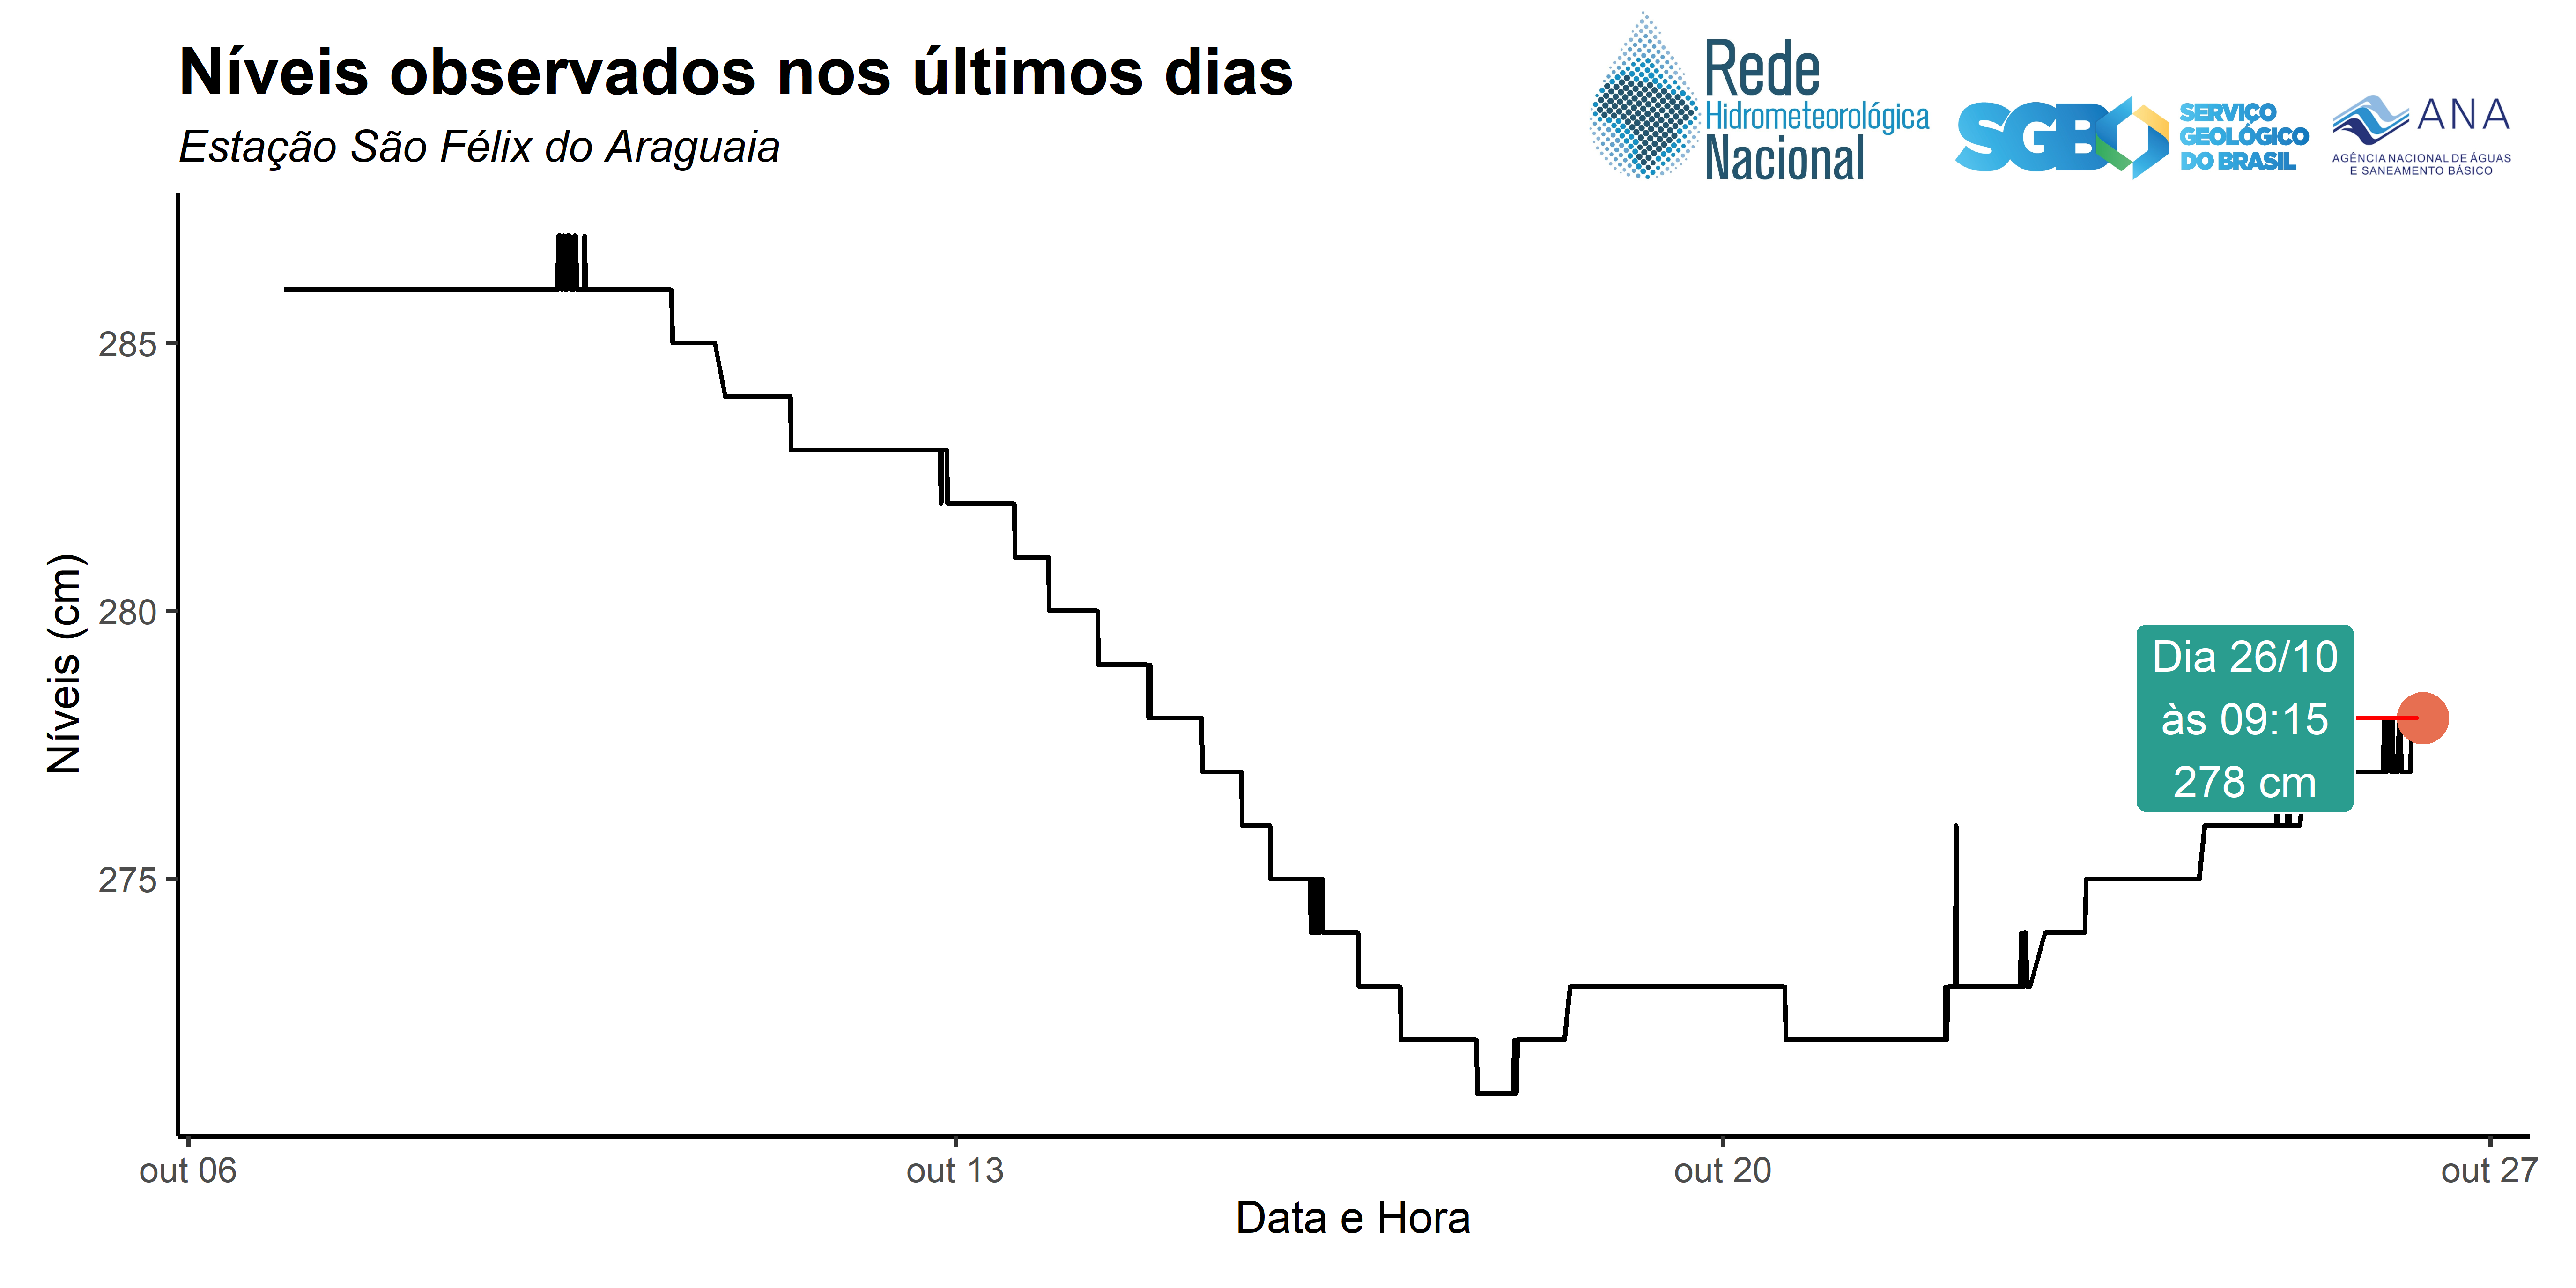 Níveis observados nos últimos dias
Estação São Félix do Araguaia
Rede
Hidrometeorológica
Nacional
SGB
SERVIÇO
GEOLÓGICO
DO BRASIL
ANA
AGÊNCIA NACIONAL DE ÁGUAS
E SANEAMENTO BÁSICO
Níveis (cm)
285
280
275
Dia 26/10
às 09:15
278 cm
out 06
out 13
out 20
out 27
Data e Hora